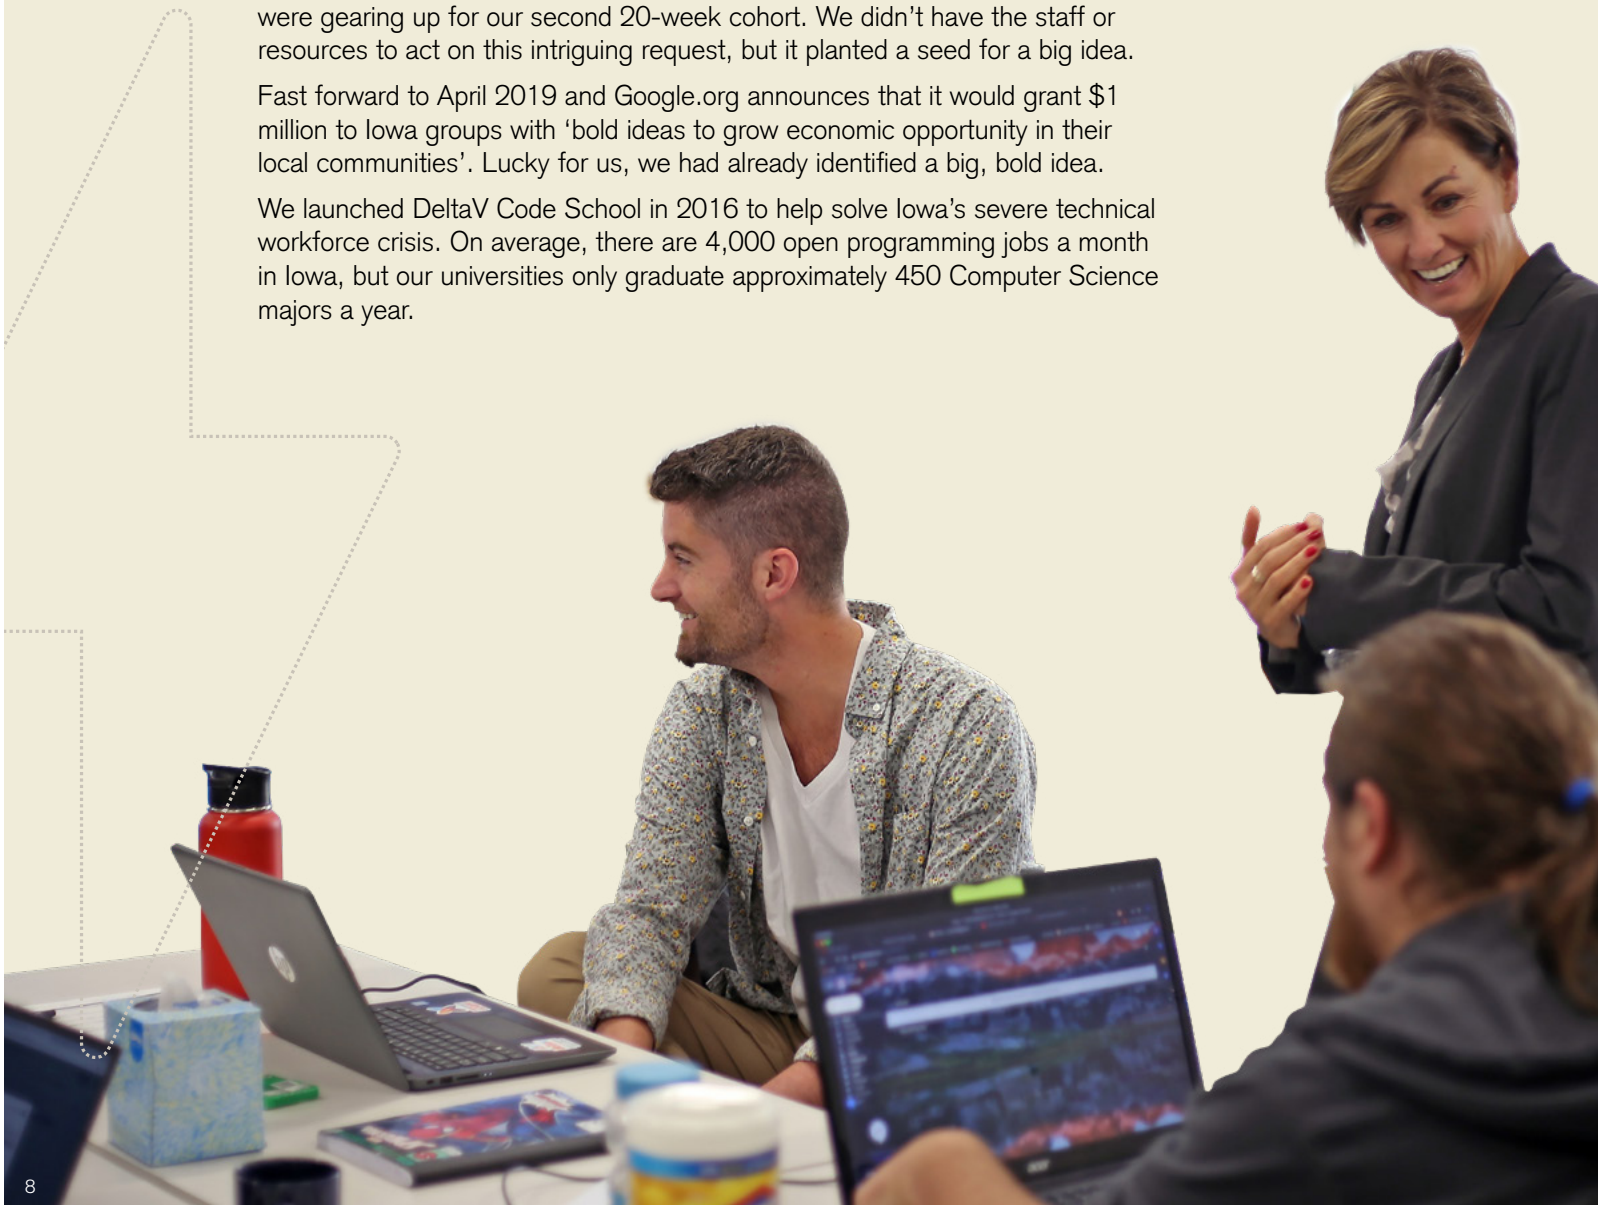 were gearing up for our second 20-week cohort. We didn’t have the staff or
resources to act on this intriguing request, but it planted a seed for a big idea.
Fast forward to April 2019 and Google.org announces that it would grant $1
million to Iowa groups with ‘bold ideas to grow economic opportunity in their
local communities’. Lucky for us, we had already identified a big, bold idea.
We launched DeltaV Code School in 2016 to help solve Iowa’s severe technical
workforce crisis. On average, there are 4,000 open programming jobs a month
in Iowa, but our universities only graduate approximately 450 Computer Science
majors a year.
acer
8